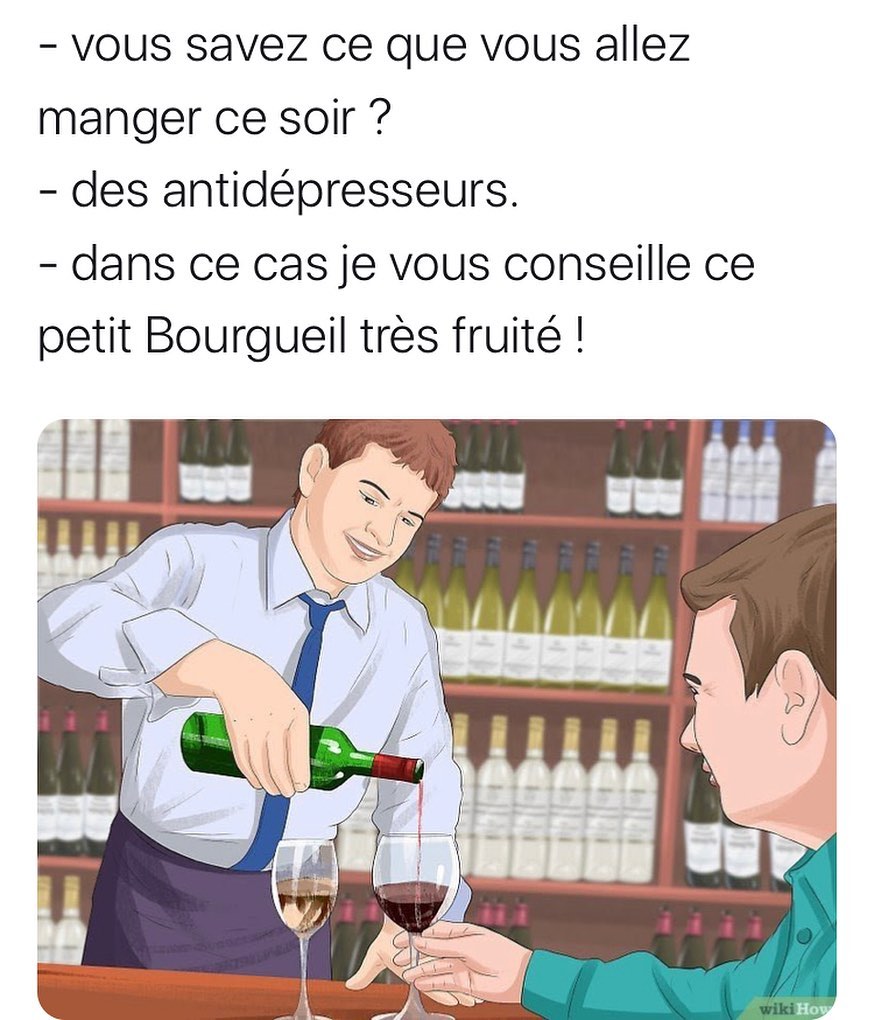 - vous savez ce que vous allez
manger ce soir ?
- des antidépresseurs.
- dans ce cas je vous conseille ce
petit Bourgueil très fruité !
wikiHow